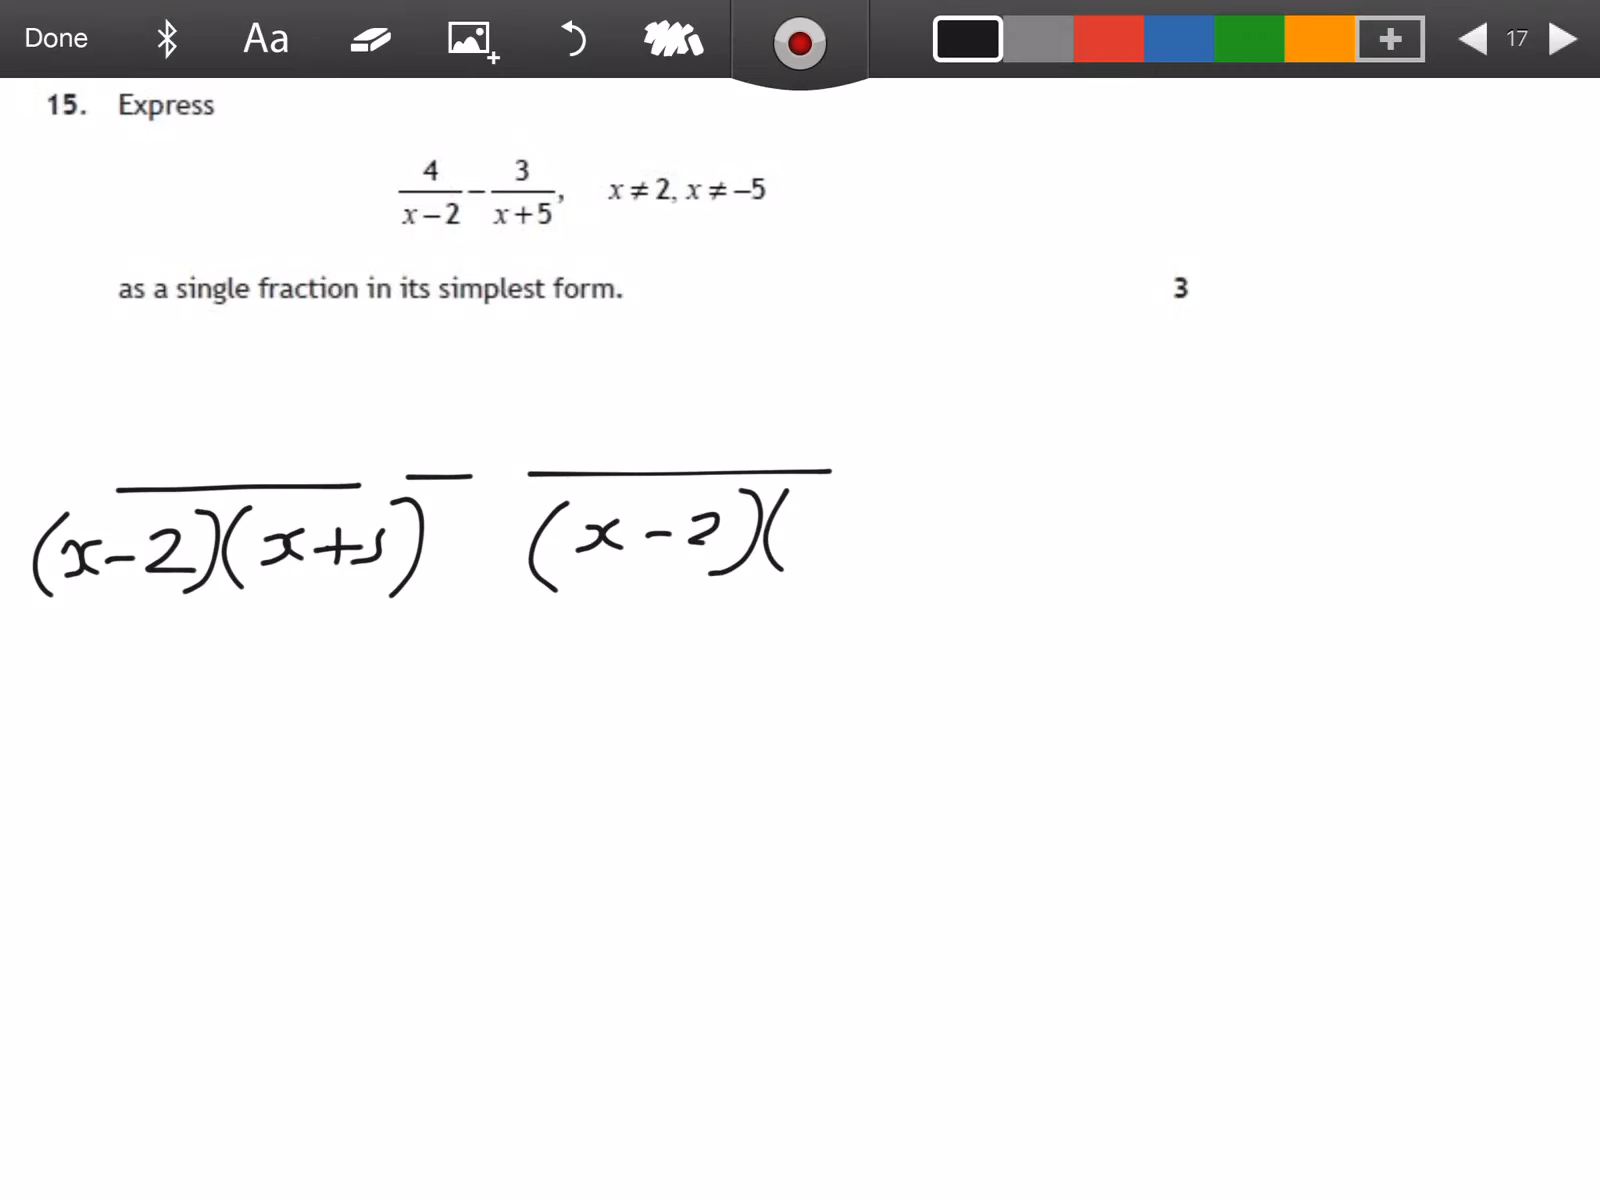 Done Aa 17
15. Express
4/(x−2) − 3/(x+5), x≠2, x≠−5
as a single fraction in its simplest form. 3
—
(x-2)(x+5) (x-2)(